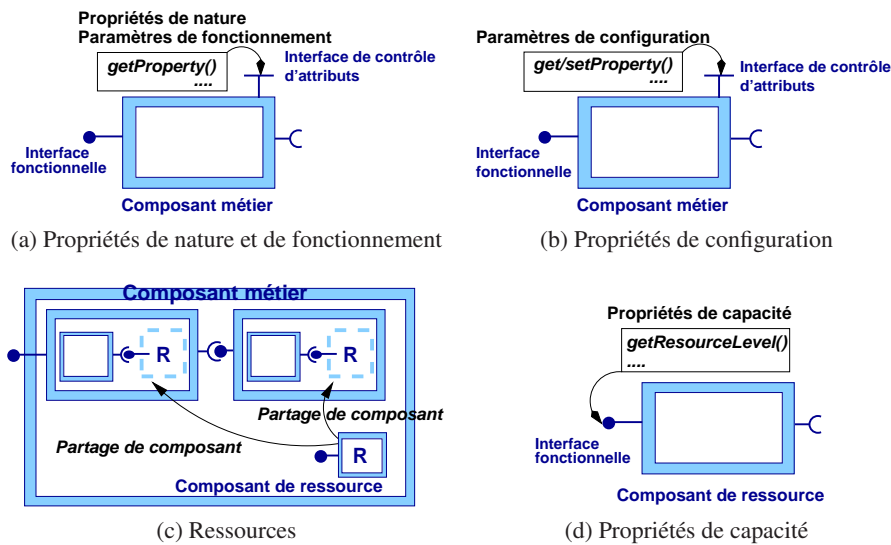 Propriétés de nature
Paramètres de fonctionnement
getProperty()
....
Interface de contrôle
d'attributs
Interface
fonctionnelle
Composant métier
(a) Propriétés de nature et de fonctionnement
Paramètres de configuration
get/setProperty()
....
Interface de contrôle
d'attributs
Interface
fonctionnelle
Composant métier
(b) Propriétés de configuration
Composant métier
R
R
Partage de composant
Partage de composant
R
Composant de ressource
(c) Ressources
Propriétés de capacité
getResourceLevel()
....
Interface
fonctionnelle
Composant de ressource
(d) Propriétés de capacité